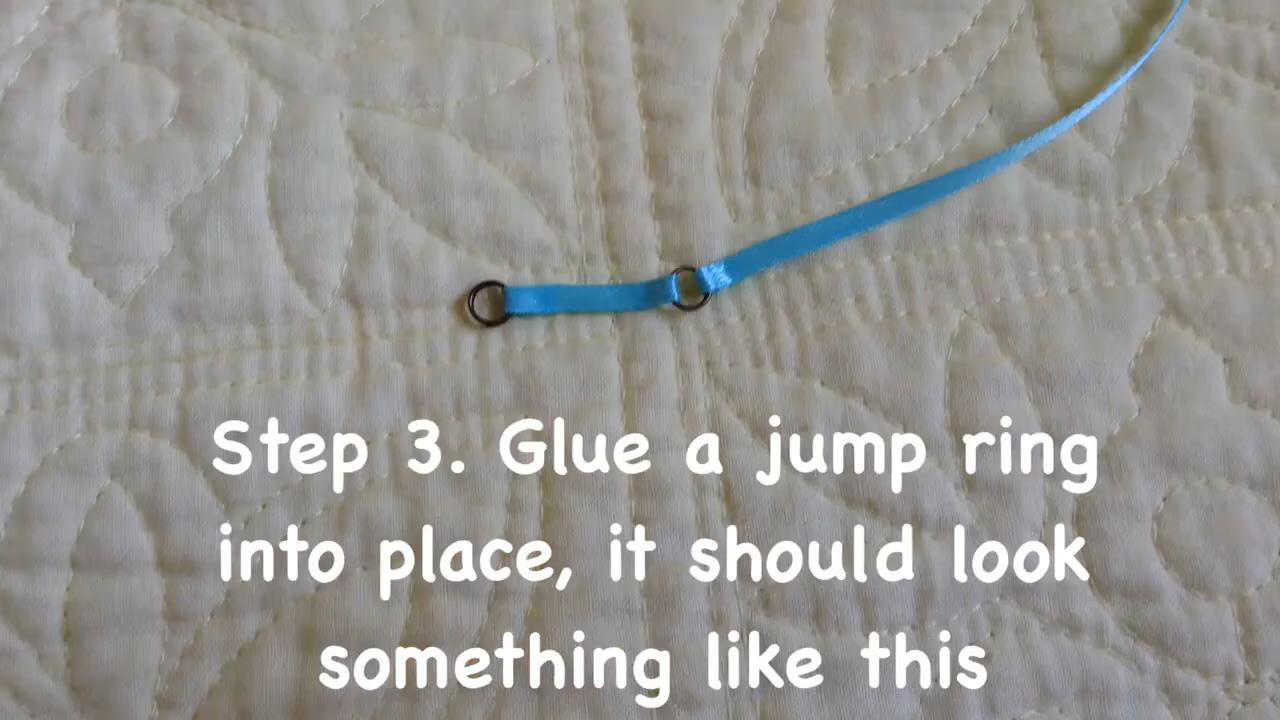 Step 3. Glue a jump ring
into place, it should look
something like this